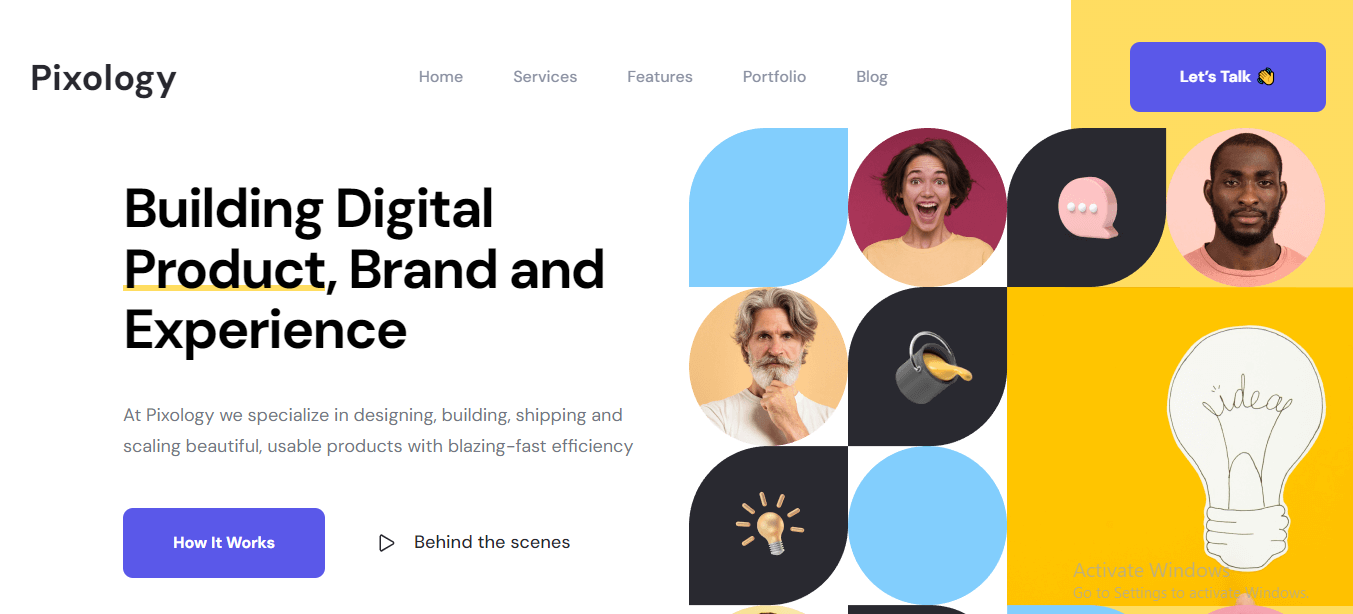 Pixology
Home Services Features Portfolio Blog
Let's Talk 👋
Building Digital
Product, Brand and
Experience
At Pixology we specialize in designing, building, shipping and
scaling beautiful, usable products with blazing-fast efficiency
How It Works
Behind the scenes
idea
Activate Windows
Go to Settings to activate Windows.